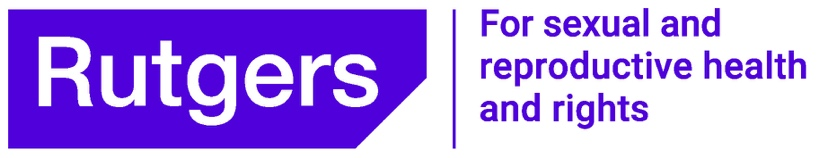 Rutgers
For sexual and
reproductive health
and rights